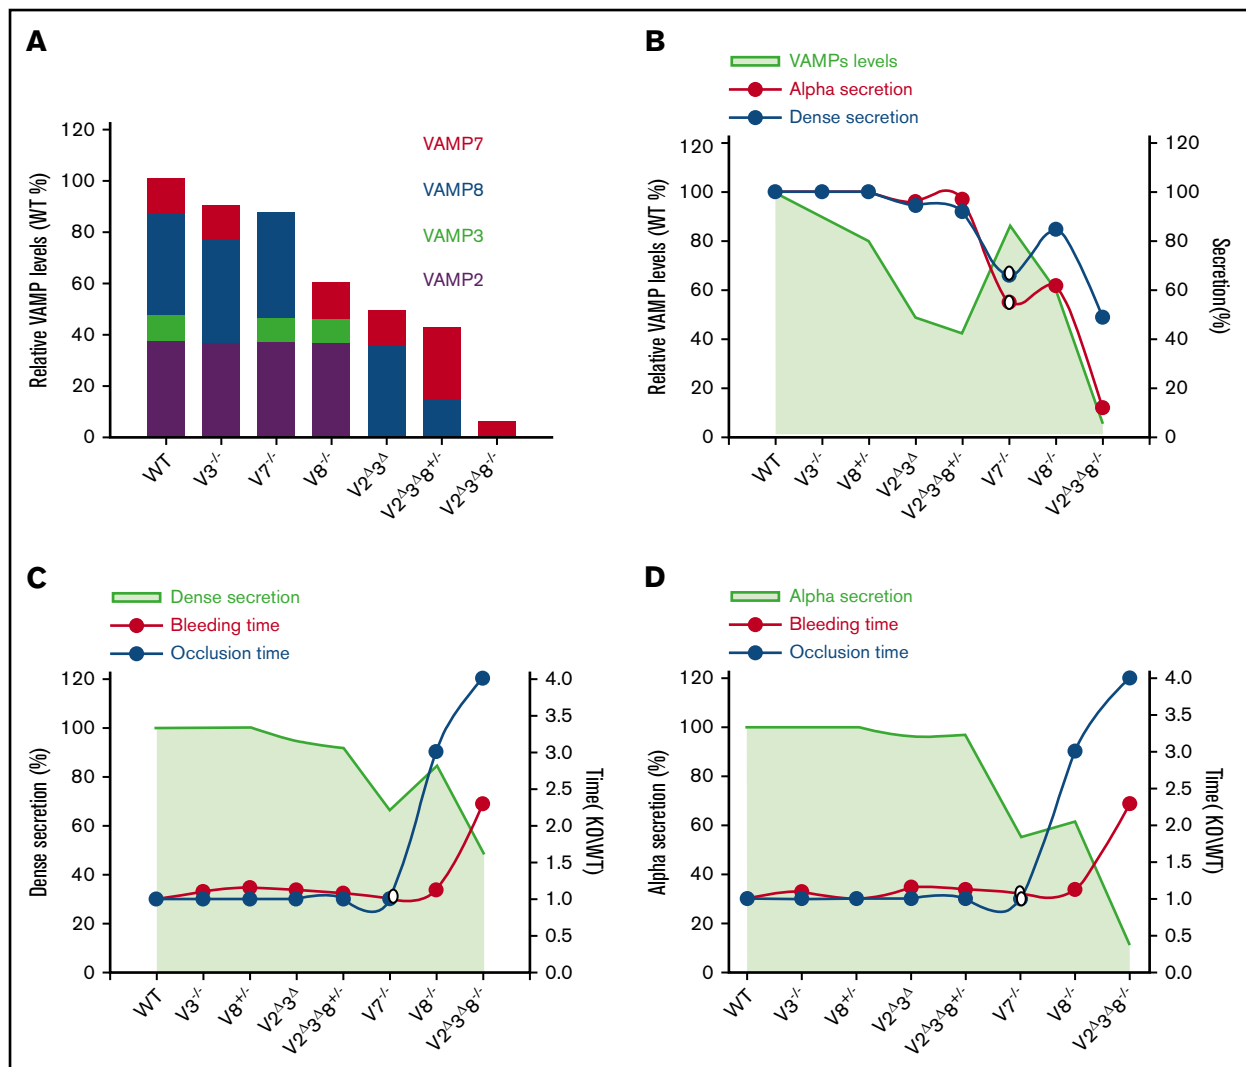 A
Relative VAMP levels (WT %)
120
100
80
60
40
20
0
VAMP7
VAMP8
VAMP3
VAMP2
WT
V3-/-
V7-/-
V8-/-
V2Δ3Δ
V2Δ3Δ8+/-
V2Δ3Δ8-/-
B
VAMPs levels
Alpha secretion
Dense secretion
Relative VAMP levels (WT %)
120
100
80
60
40
20
0
120
100
80
60
40
20
0
Secretion(%)
WT
V3-/-
V8+/-
V2Δ3Δ
V2Δ3Δ8+/-
V7-/-
V8-/-
V2Δ3Δ8-/-
C
Dense secretion
Bleeding time
Occlusion time
Dense secretion (%)
120
100
80
60
40
20
0
4.0
3.5
3.0
2.5
2.0
1.5
1.0
0.5
0.0
Time( KO\WT)
WT
V3-/-
V8+/-
V2Δ3Δ
V2Δ3Δ8+/-
V7-/-
V8-/-
V2Δ3Δ8-/-
D
Alpha secretion
Bleeding time
Occlusion time
Alpha secretion (%)
120
100
80
60
40
20
0
4.0
3.5
3.0
2.5
2.0
1.5
1.0
0.5
0.0
Time( KO\WT)
WT
V3-/-
V8+/-
V2Δ3Δ
V2Δ3Δ8+/-
V7-/-
V8-/-
V2Δ3Δ8-/-